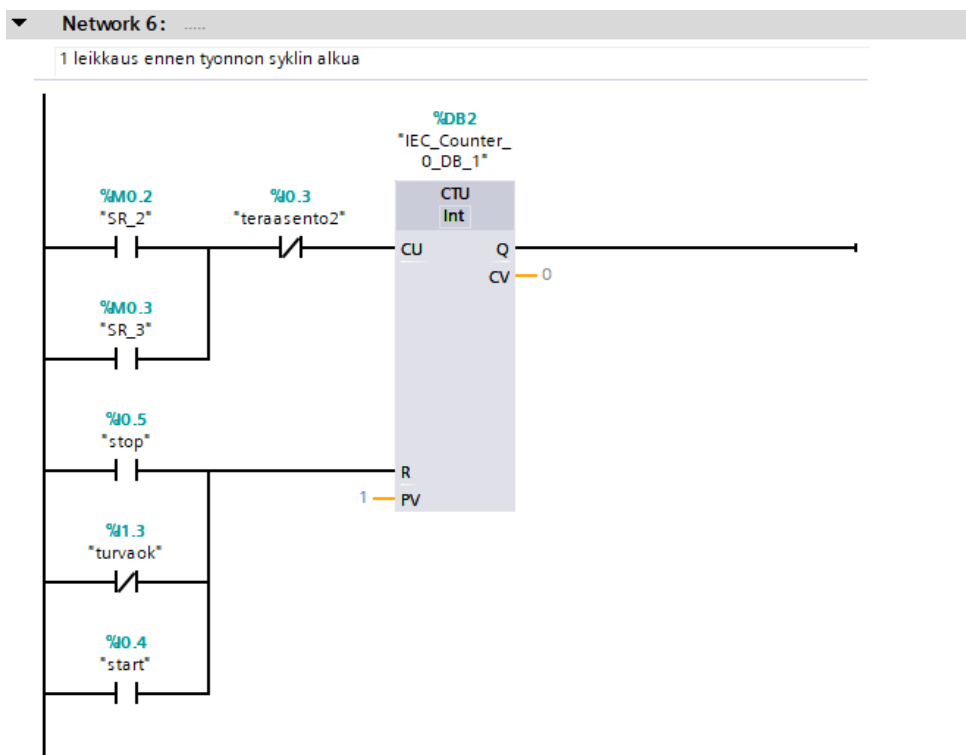 Network 6: .....
1 leikkaus ennen tyonnon syklin alkua
%DB2
"IEC_Counter_
0_DB_1"
CTU
Int
%M0.2
"SR_2"
%I0.3
"teraasento2"
CU
Q
CV
0
%M0.3
"SR_3"
%I0.5
"stop"
R
1
PV
%I1.3
"turvaok"
%I0.4
"start"